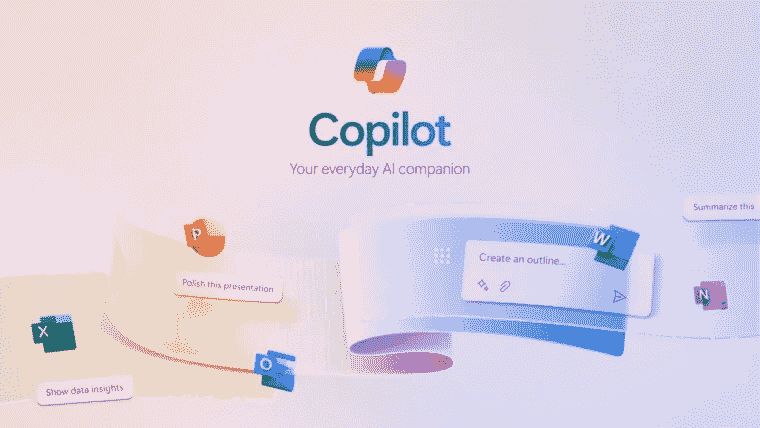 Copilot
Your everyday AI companion
Summarize this
P
W
Create an outline...
Polish this presentation
N
X
O
Show data insights